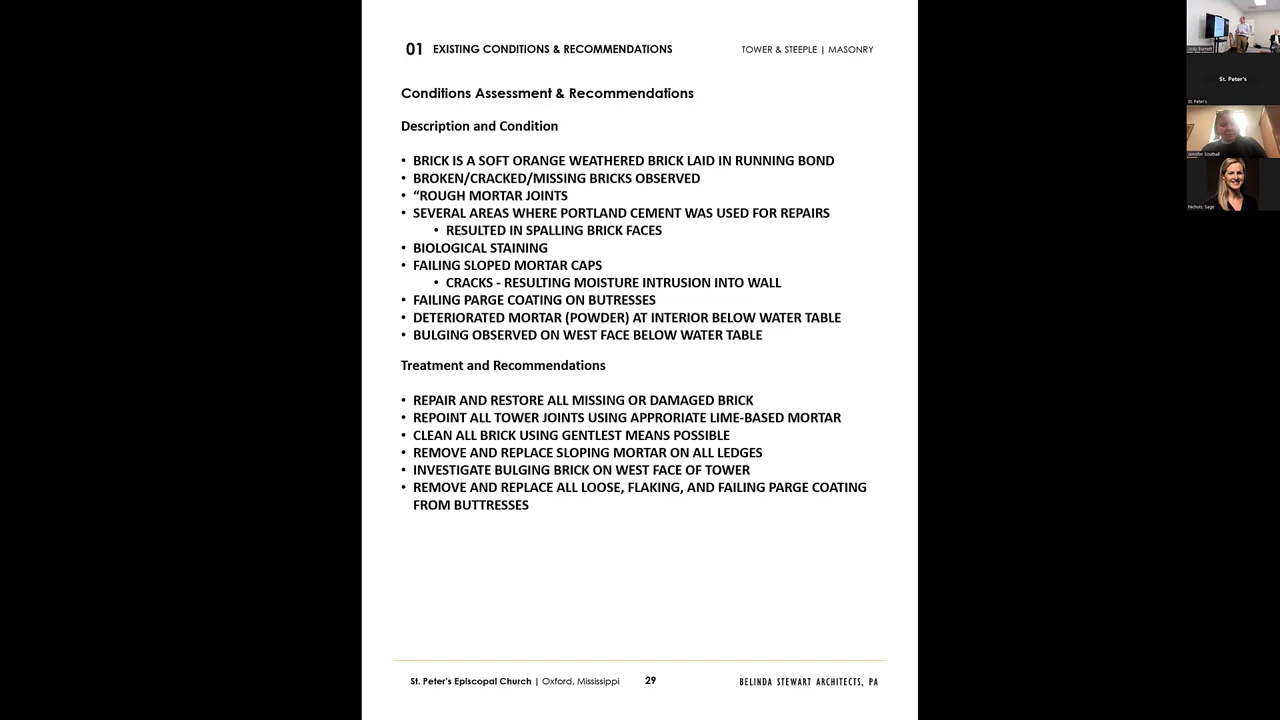 01 EXISTING CONDITIONS & RECOMMENDATIONS TOWER & STEEPLE | MASONRY
Conditions Assessment & Recommendations
Description and Condition
• BRICK IS A SOFT ORANGE WEATHERED BRICK LAID IN RUNNING BOND
• BROKEN/CRACKED/MISSING BRICKS OBSERVED
• “ROUGH MORTAR JOINTS
• SEVERAL AREAS WHERE PORTLAND CEMENT WAS USED FOR REPAIRS
• RESULTED IN SPALLING BRICK FACES
• BIOLOGICAL STAINING
• FAILING SLOPED MORTAR CAPS
• CRACKS - RESULTING MOISTURE INTRUSION INTO WALL
• FAILING PARGE COATING ON BUTRESSES
• DETERIORATED MORTAR (POWDER) AT INTERIOR BELOW WATER TABLE
• BULGING OBSERVED ON WEST FACE BELOW WATER TABLE
Treatment and Recommendations
• REPAIR AND RESTORE ALL MISSING OR DAMAGED BRICK
• REPOINT ALL TOWER JOINTS USING APPRORIATE LIME-BASED MORTAR
• CLEAN ALL BRICK USING GENTLEST MEANS POSSIBLE
• REMOVE AND REPLACE SLOPING MORTAR ON ALL LEDGES
• INVESTIGATE BULGING BRICK ON WEST FACE OF TOWER
• REMOVE AND REPLACE ALL LOOSE, FLAKING, AND FAILING PARGE COATING
FROM BUTTRESSES
St. Peter's Episcopal Church | Oxford, Mississippi 29 BELINDA STEWART ARCHITECTS, PA
St. Peter's
St. Peter's
Jennifer Southall
Nichols, Sage